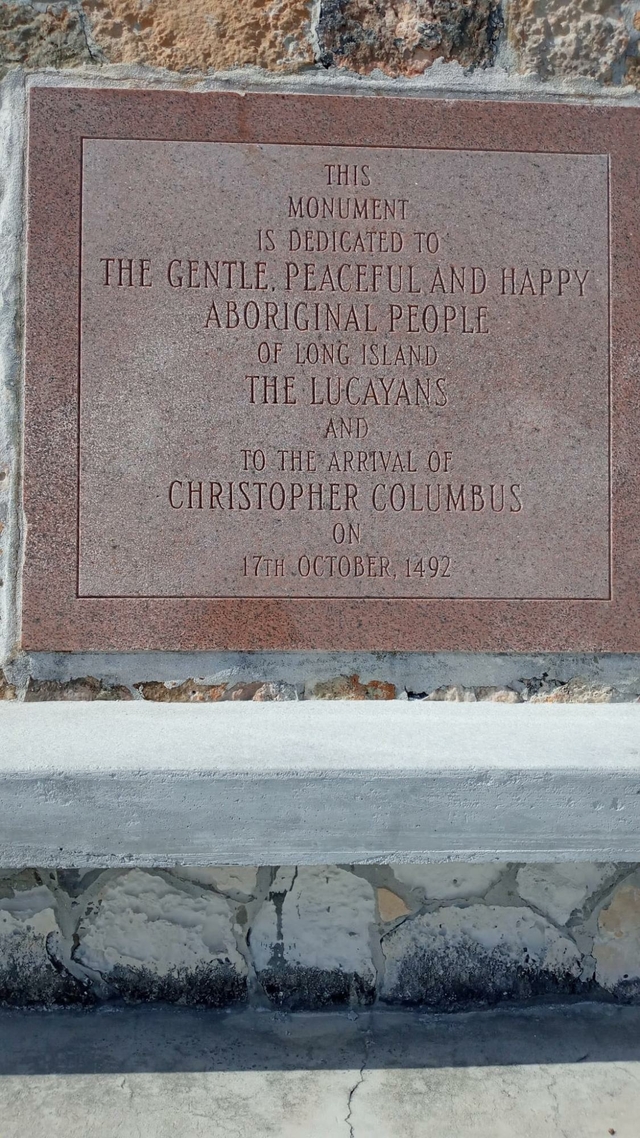 THIS
MONUMENT
IS DEDICATED TO
THE GENTLE, PEACEFUL AND HAPPY
ABORIGINAL PEOPLE
OF LONG ISLAND
THE LUCAYANS
AND
TO THE ARRIVAL OF
CHRISTOPHER COLUMBUS
ON
17TH OCTOBER, 1492